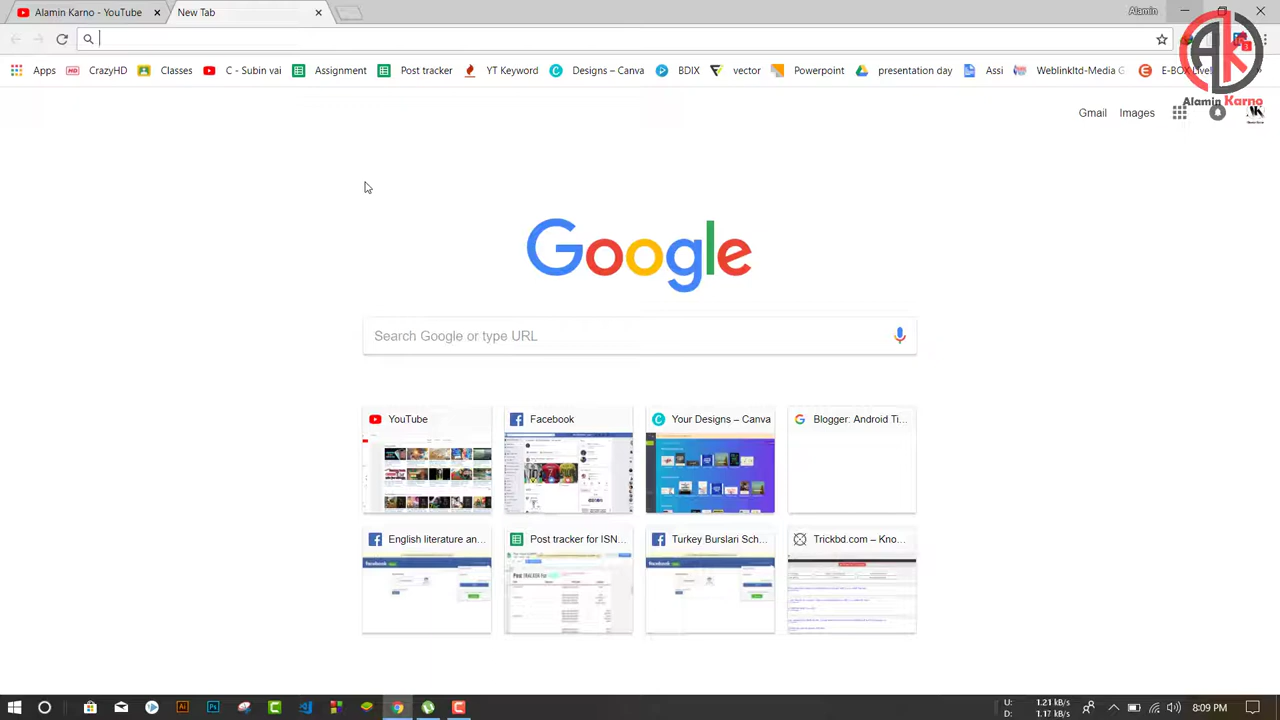 Alamin Karno - YouTube
New Tab
Alamin
Apps CrazyHD Classes C - Subin vai Assignment Post tracker YT Keyword Designes – Canva BDIX vector Powerpoint presentation day Assi Weblinkltd-Media G E-BOX Live!
Alamin Karno
Gmail Images
Google
Search Google or type URL
YouTube Facebook Your Designs – Canva Blogger: Android Ti...
English literature an... Post tracker for ISN... Turkey Burslari Sch... Trickbd.com – Kno...
U: 1.21 kB/s
D: 1.17 kB/s
8:09 PM